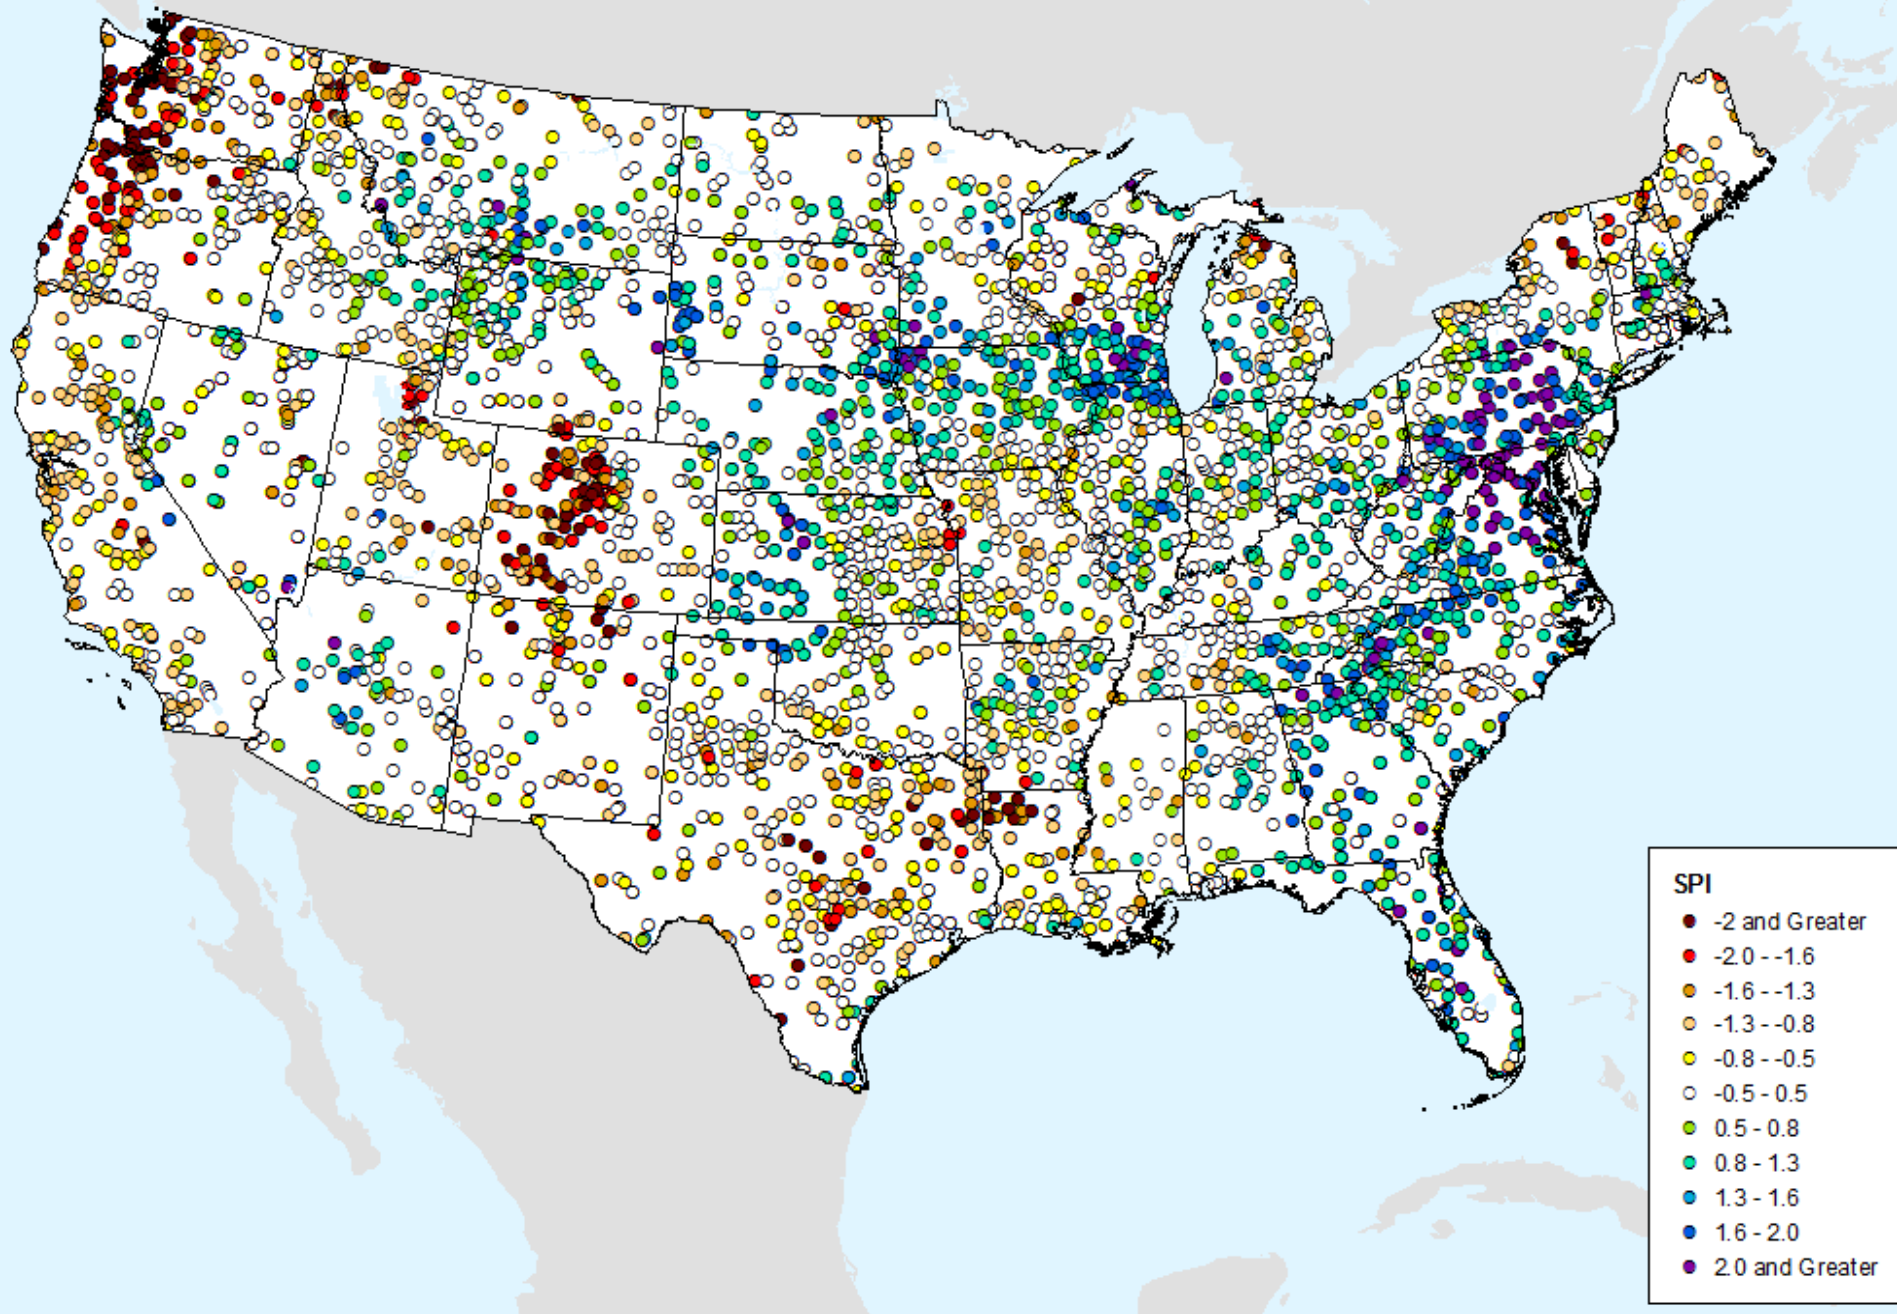 SPI
-2 and Greater
-2.0 - -1.6
-1.6 - -1.3
-1.3 - -0.8
-0.8 - -0.5
-0.5 - 0.5
0.5 - 0.8
0.8 - 1.3
1.3 - 1.6
1.6 - 2.0
2.0 and Greater